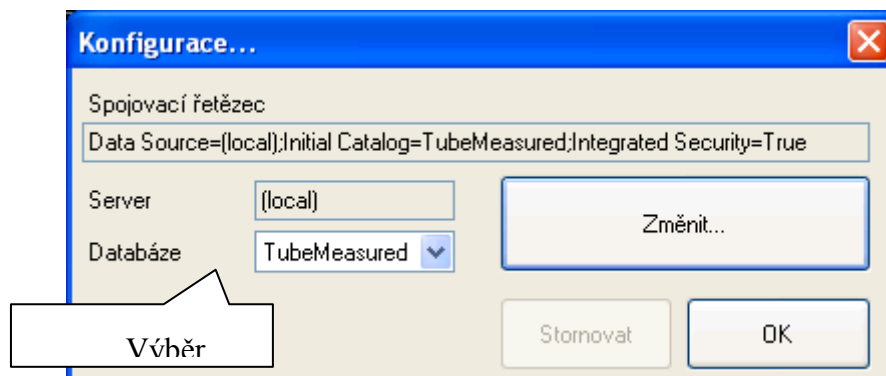 Konfigurace...
Spojovací řetězec
Data Source=(local);Initial Catalog=TubeMeasured;Integrated Security=True
Server
(local)
Změnit...
Databáze
TubeMeasured
Výběr
Stornovat
OK